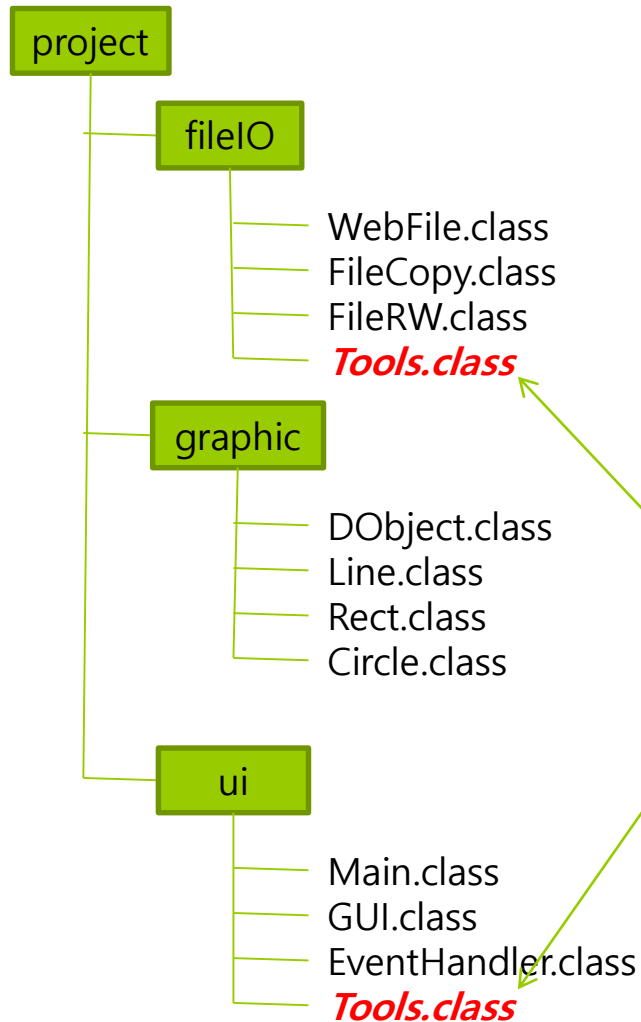 project
fileIO
WebFile.class
FileCopy.class
FileRW.class
Tools.class
graphic
DObject.class
Line.class
Rect.class
Circle.class
ui
Main.class
GUI.class
EventHandler.class
Tools.class